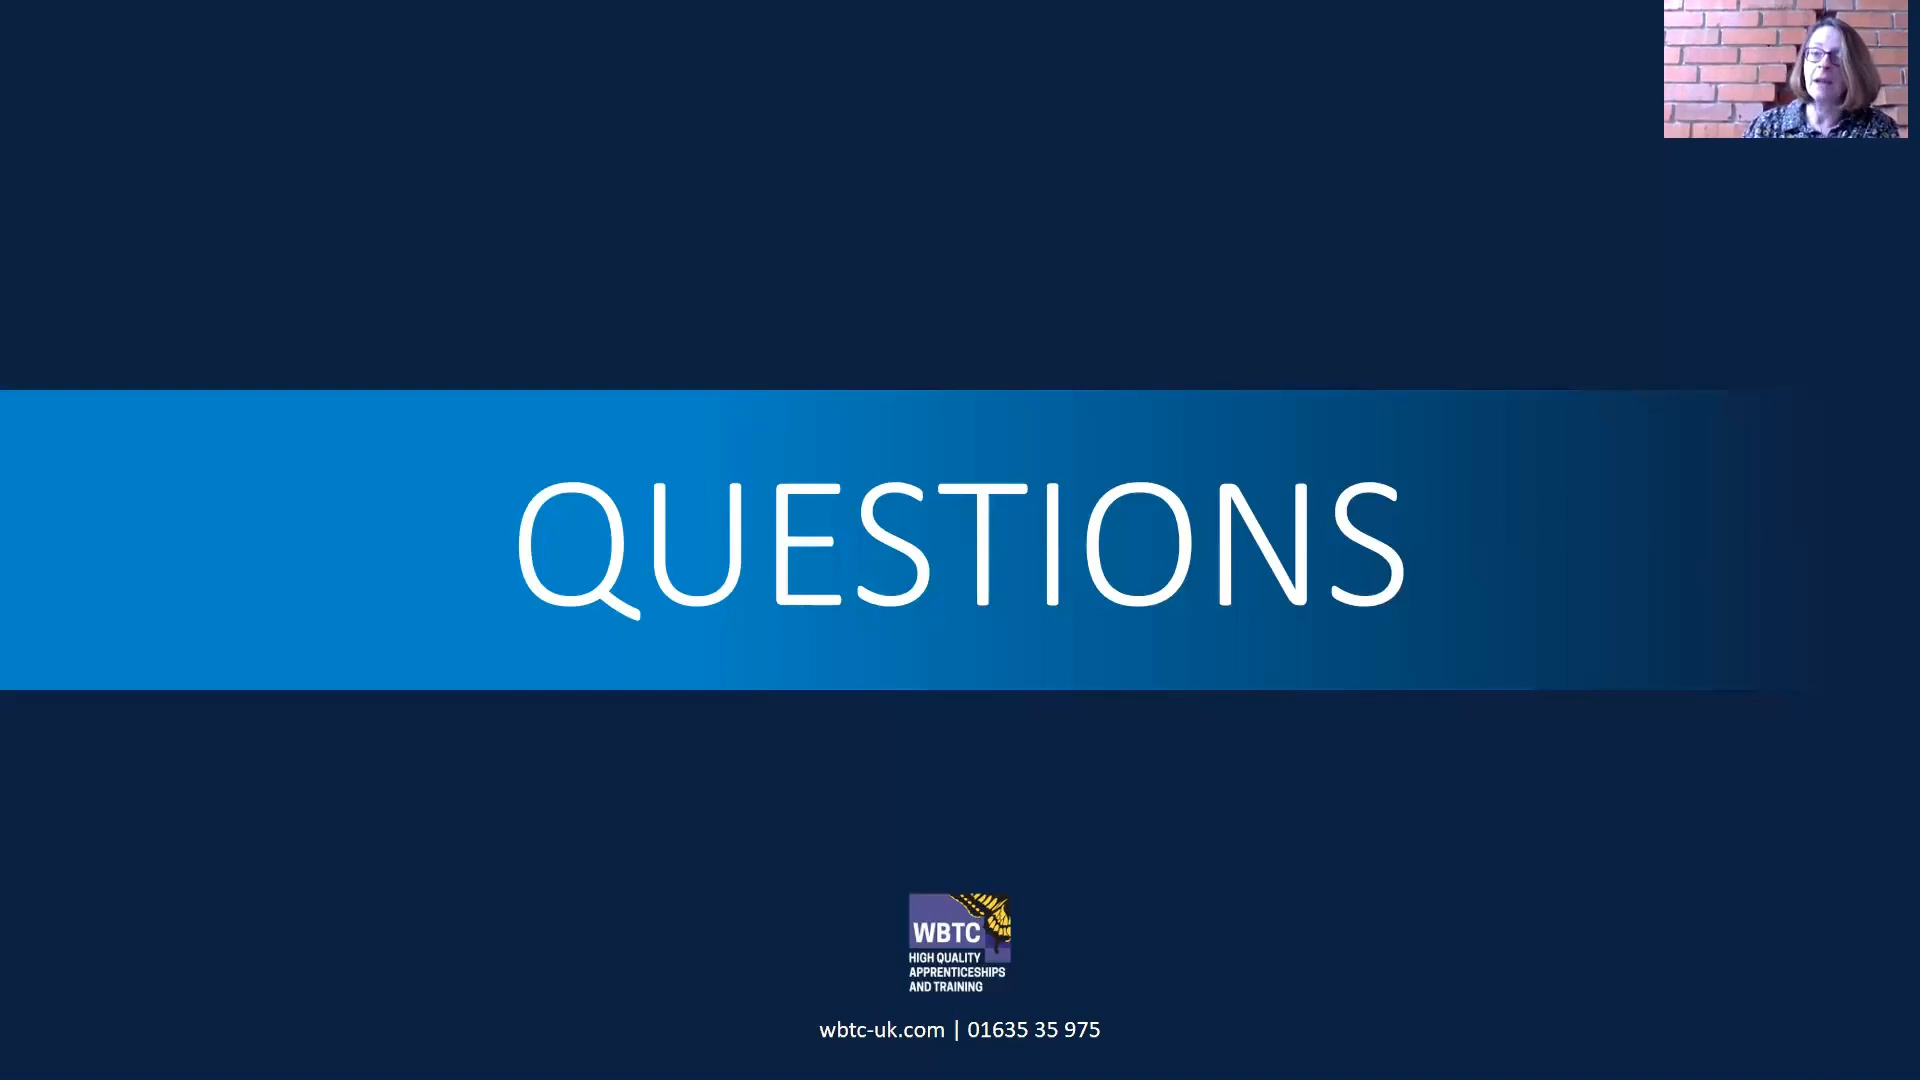 QUESTIONS
WBTC
HIGH QUALITY
APPRENTICESHIPS
AND TRAINING
wbtc-uk.com | 01635 35 975